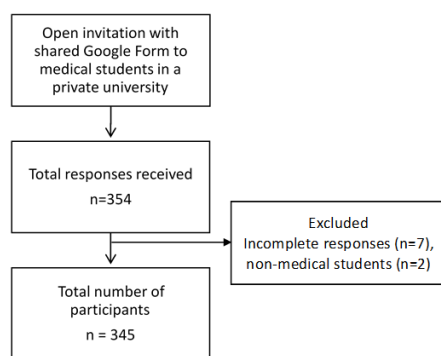 Open invitation with
shared Google Form to
medical students in a
private university
Total responses received
n=354
Excluded
Incomplete responses (n=7),
non-medical students (n=2)
Total number of
participants
n = 345